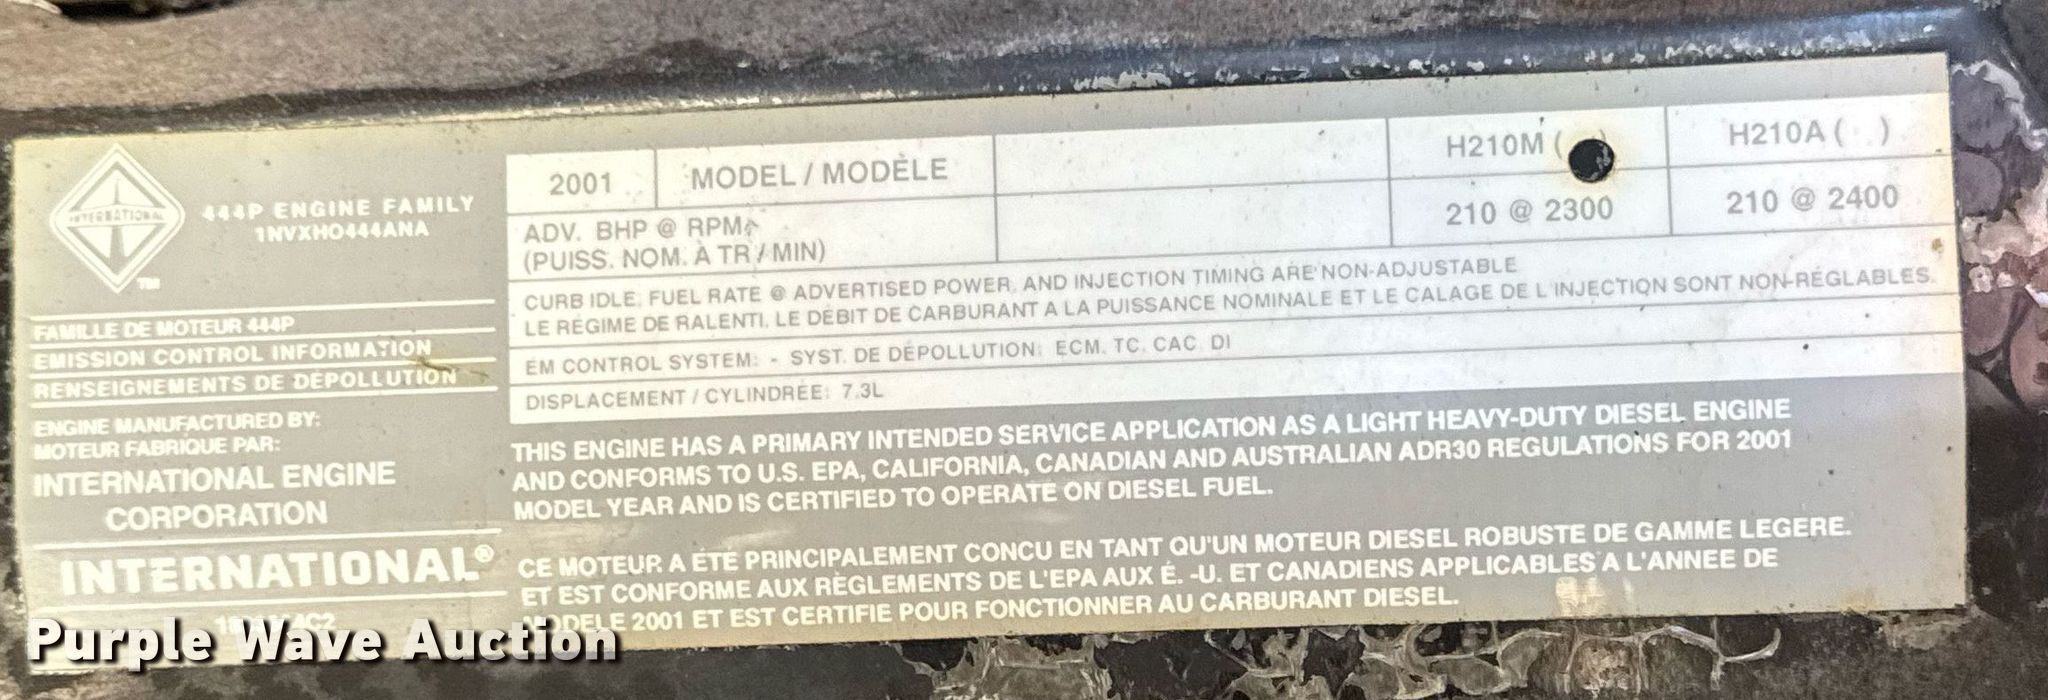 INTERNATIONAL
TM
444P ENGINE FAMILY
1NVXHO444ANA
FAMILLE DE MOTEUR 444P
EMISSION CONTROL INFORMATION
RENSEIGNEMENTS DE DÉPOLLUTION
ENGINE MANUFACTURED BY:
MOTEUR FABRIQUE PAR:
INTERNATIONAL ENGINE
CORPORATION
INTERNATIONAL®
2001 MODEL / MODÈLE H210M ( ) H210A ( )
ADV. BHP @ RPM 210 @ 2300 210 @ 2400
(PUISS. NOM. À TR / MIN)
CURB IDLE, FUEL RATE @ ADVERTISED POWER, AND INJECTION TIMING ARE NON-ADJUSTABLE
LE RÉGIME DE RALENTI, LE DÉBIT DE CARBURANT A LA PUISSANCE NOMINALE ET LE CALAGE DE L'INJECTION SONT NON-RÉGLABLES.
EM CONTROL SYSTEM: - SYST. DE DÉPOLLUTION: ECM, TC, CAC, DI
DISPLACEMENT / CYLINDRÉE: 7.3L
THIS ENGINE HAS A PRIMARY INTENDED SERVICE APPLICATION AS A LIGHT HEAVY-DUTY DIESEL ENGINE
AND CONFORMS TO U.S. EPA, CALIFORNIA, CANADIAN AND AUSTRALIAN ADR30 REGULATIONS FOR 2001
MODEL YEAR AND IS CERTIFIED TO OPERATE ON DIESEL FUEL.
CE MOTEUR A ÉTE PRINCIPALEMENT CONCU EN TANT QU'UN MOTEUR DIESEL ROBUSTE DE GAMME LEGERE.
ET EST CONFORME AUX RÈGLEMENTS DE L'EPA AUX É. -U. ET CANADIENS APPLICABLES A L'ANNEE DE
MODELE 2001 ET EST CERTIFIE POUR FONCTIONNER AU CARBURANT DIESEL.
Purple Wave Auction